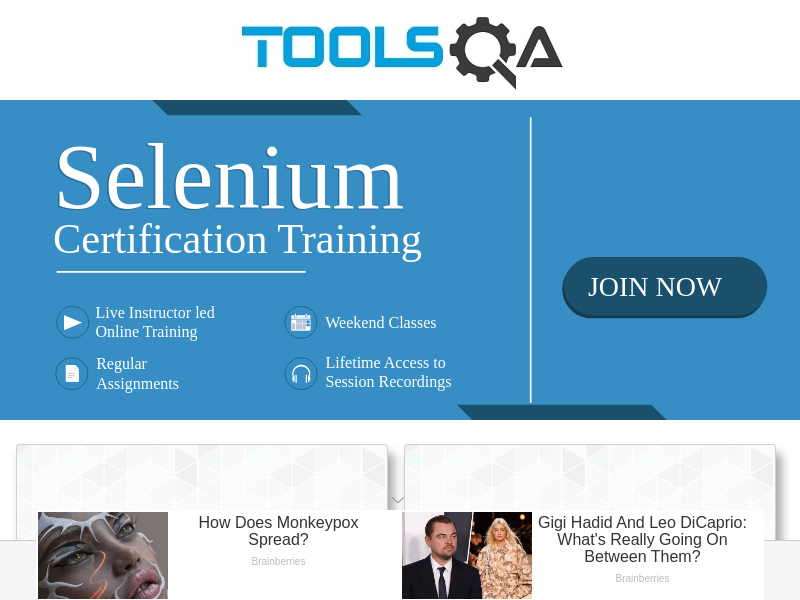 TOOLSQA
Selenium
Certification Training
JOIN NOW
Live Instructor led
Online Training
Weekend Classes
Regular
Assignments
Lifetime Access to
Session Recordings
How Does Monkeypox
Spread?
Brainberries
Gigi Hadid And Leo DiCaprio:
What's Really Going On
Between Them?
Brainberries